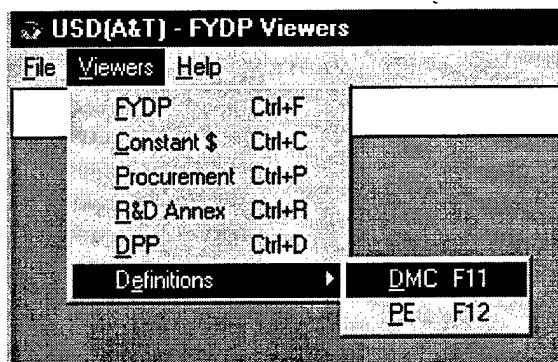 USD(A&T) - FYDP Viewers
File Viewers Help
FYDP Ctrl+F
Constant $ Ctrl+C
Procurement Ctrl+P
R&D Annex Ctrl+R
DPP Ctrl+D
Definitions
DMC F11
PE F12